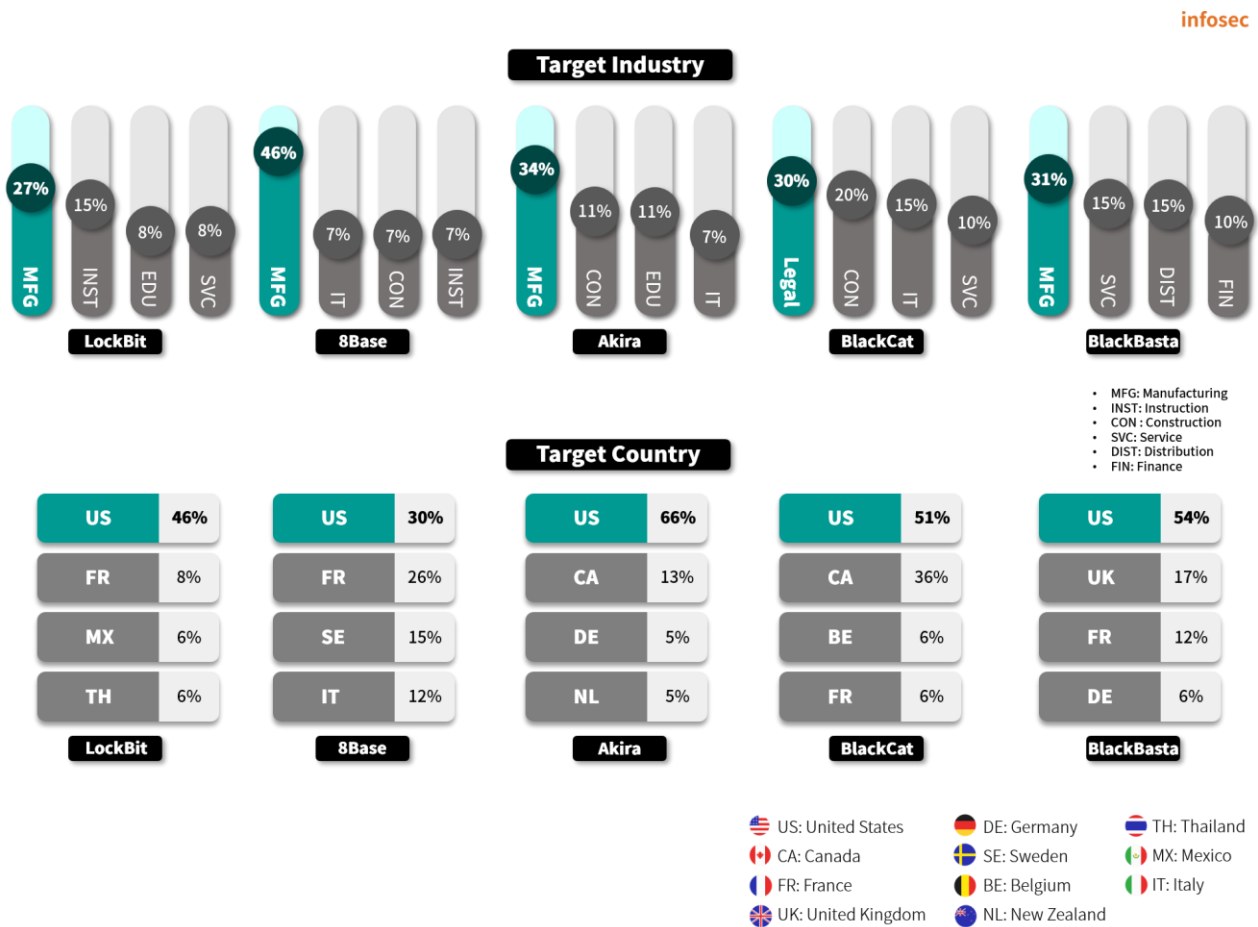 infosec
Target Industry
27% 15% 8% 8%
MFG INST EDU SVC
LockBit
46% 7% 7% 7%
MFG IT CON INST
8Base
34% 11% 11% 7%
MFG CON EDU IT
Akira
30% 20% 15% 10%
Legal CON IT SVC
BlackCat
31% 15% 15% 10%
MFG SVC DIST FIN
BlackBasta
• MFG: Manufacturing
• INST: Instruction
• CON : Construction
• SVC: Service
• DIST: Distribution
• FIN: Finance
Target Country
US 46%
FR 8%
MX 6%
TH 6%
LockBit
US 30%
FR 26%
SE 15%
IT 12%
8Base
US 66%
CA 13%
DE 5%
NL 5%
Akira
US 51%
CA 36%
BE 6%
FR 6%
BlackCat
US 54%
UK 17%
FR 12%
DE 6%
BlackBasta
US: United States
CA: Canada
FR: France
UK: United Kingdom
DE: Germany
SE: Sweden
BE: Belgium
NL: New Zealand
TH: Thailand
MX: Mexico
IT: Italy